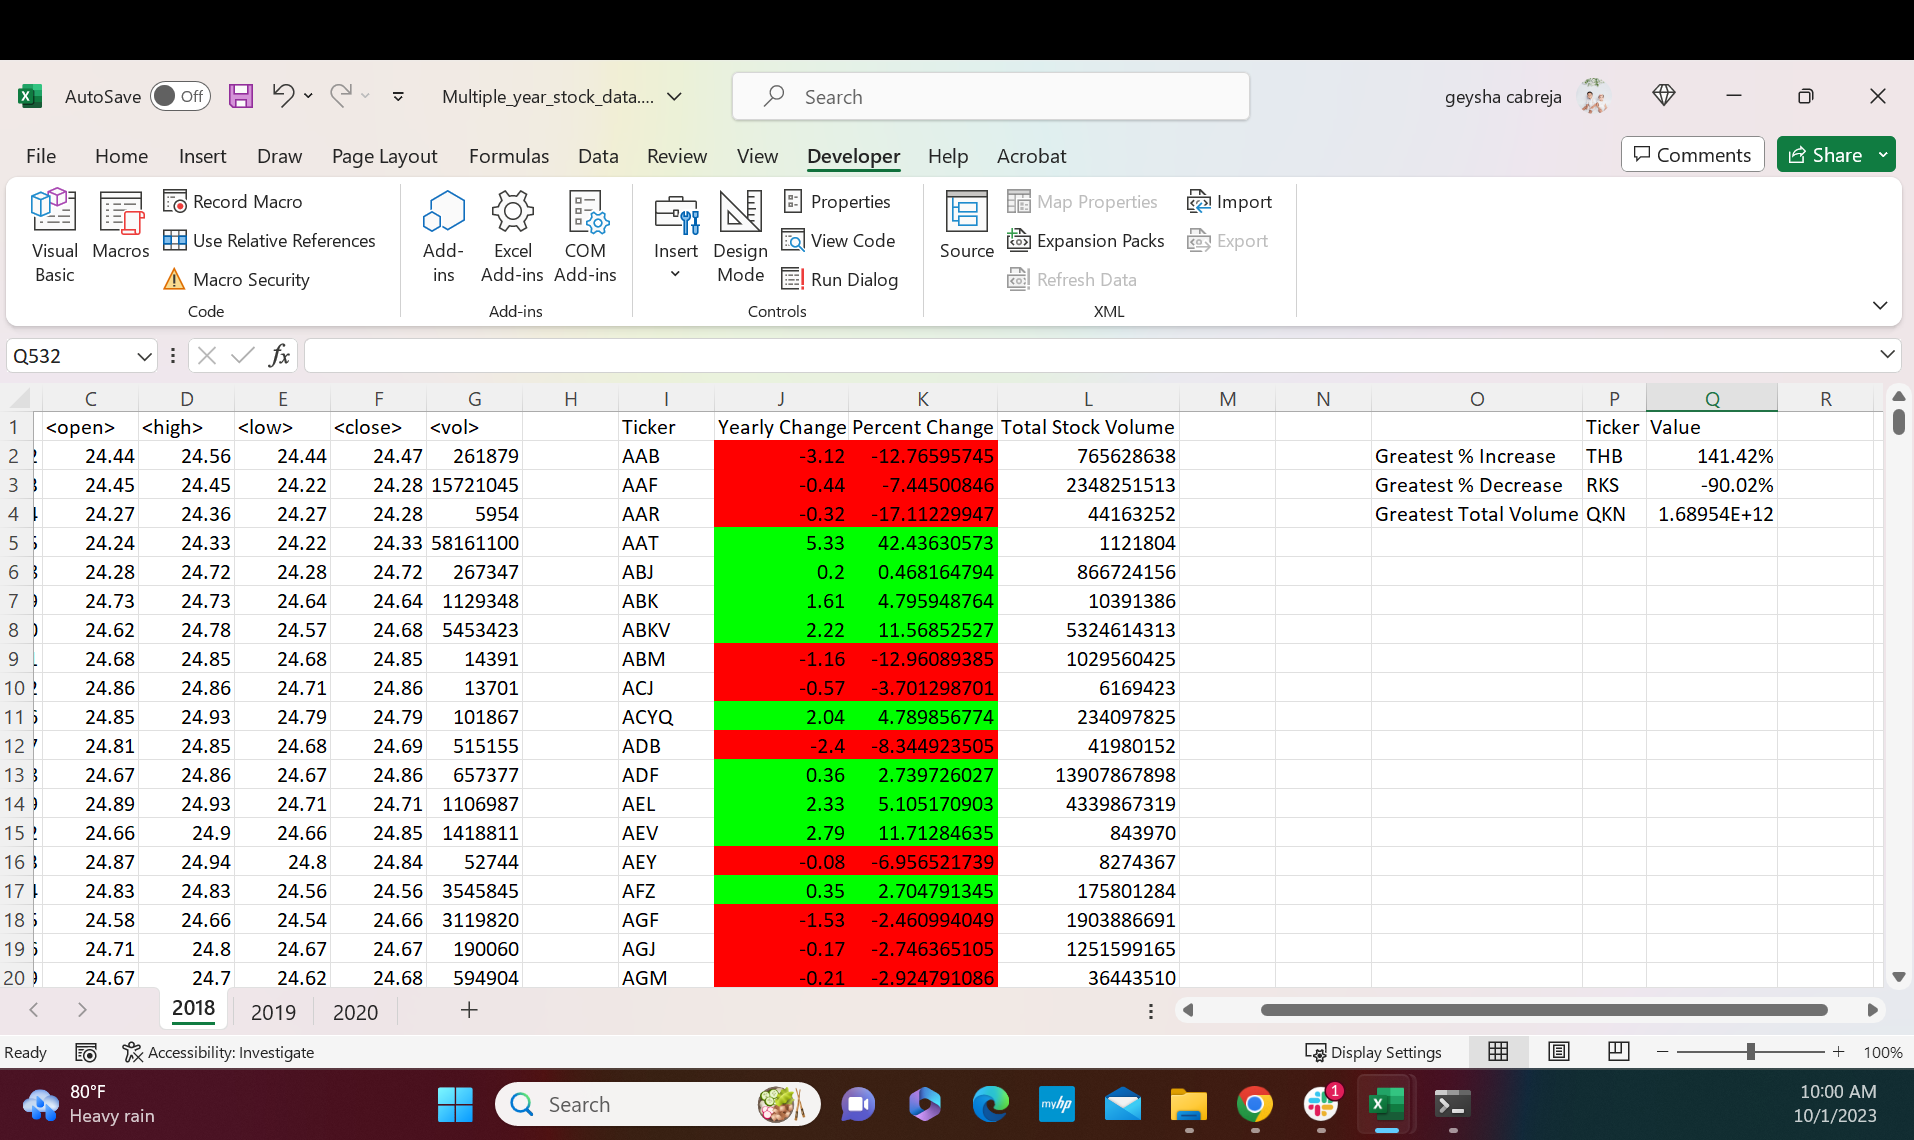 AutoSave Off Multiple_year_stock_data.... Search geysha cabreja
File Home Insert Draw Page Layout Formulas Data Review View Developer Help Acrobat Comments Share
Visual Basic Macros Record Macro Use Relative References Macro Security Code
Add-ins Excel Add-ins COM Add-ins Add-ins
Insert Design Mode Properties View Code Run Dialog Controls
Source Map Properties Expansion Packs Refresh Data Import Export XML
Q532 fx
C D E F G H I J K L M N O P Q R
1 <open> <high> <low> <close> <vol> Ticker Yearly Change Percent Change Total Stock Volume Ticker Value
2 24.44 24.56 24.44 24.47 261879 AAB -3.12 -12.76595745 765628638 Greatest % Increase THB 141.42%
3 24.45 24.45 24.22 24.28 15721045 AAF -0.44 -7.44500846 2348251513 Greatest % Decrease RKS -90.02%
4 24.27 24.36 24.27 24.28 5954 AAR -0.32 -17.11229947 44163252 Greatest Total Volume QKN 1.68954E+12
5 24.24 24.33 24.22 24.33 58161100 AAT 5.33 42.43630573 1121804
6 24.28 24.72 24.28 24.72 267347 ABJ 0.2 0.468164794 866724156
7 24.73 24.73 24.64 24.64 1129348 ABK 1.61 4.795948764 10391386
8 24.62 24.78 24.57 24.68 5453423 ABKV 2.22 11.56852527 5324614313
9 24.68 24.85 24.68 24.85 14391 ABM -1.16 -12.96089385 1029560425
10 24.86 24.86 24.71 24.86 13701 ACJ -0.57 -3.701298701 6169423
11 24.85 24.93 24.79 24.79 101867 ACYQ 2.04 4.789856774 234097825
12 24.81 24.85 24.68 24.69 515155 ADB -2.4 -8.344923505 41980152
13 24.67 24.86 24.67 24.86 657377 ADF 0.36 2.739726027 13907867898
14 24.89 24.93 24.71 24.71 1106987 AEL 2.33 5.105170903 4339867319
15 24.66 24.9 24.66 24.85 1418811 AEV 2.79 11.71284635 843970
16 24.87 24.94 24.8 24.84 52744 AEY -0.08 -6.956521739 8274367
17 24.83 24.83 24.56 24.56 3545845 AFZ 0.35 2.704791345 175801284
18 24.58 24.66 24.54 24.66 3119820 AGF -1.53 -2.460994049 1903886691
19 24.71 24.8 24.67 24.67 190060 AGJ -0.17 -2.746365105 1251599165
20 24.67 24.7 24.62 24.68 594904 AGM -0.21 -2.924791086 36443510
2018 2019 2020
Ready Accessibility: Investigate Display Settings 100%
80°F
Heavy rain
Search
myhp
1
10:00 AM
10/1/2023